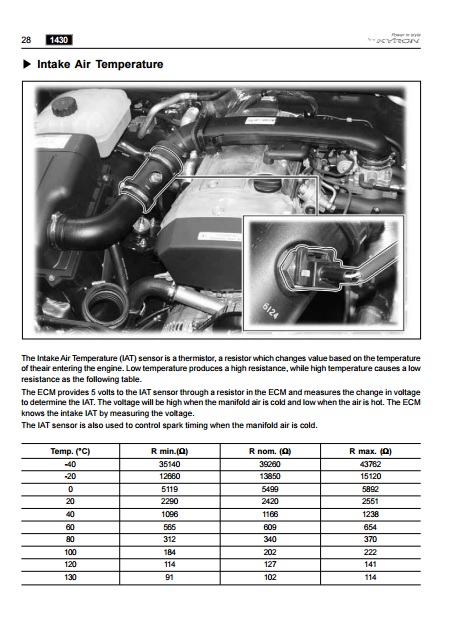 28 1430
Power in style
KYRON
▶ Intake Air Temperature
6124
The Intake Air Temperature (IAT) sensor is a thermistor, a resistor which changes value based on the temperature
of theair entering the engine. Low temperature produces a high resistance, while high temperature causes a low
resistance as the following table.
The ECM provides 5 volts to the IAT sensor through a resistor in the ECM and measures the change in voltage
to determine the IAT. The voltage will be high when the manifold air is cold and low when the air is hot. The ECM
knows the intake IAT by measuring the voltage.
The IAT sensor is also used to control spark timing when the manifold air is cold.
Temp. (°C) R min.(Ω) R nom. (Ω) R max. (Ω)
-40 35140 39260 43762
-20 12660 13850 15120
0 5119 5499 5892
20 2290 2420 2551
40 1096 1166 1238
60 565 609 654
80 312 340 370
100 184 202 222
120 114 127 141
130 91 102 114